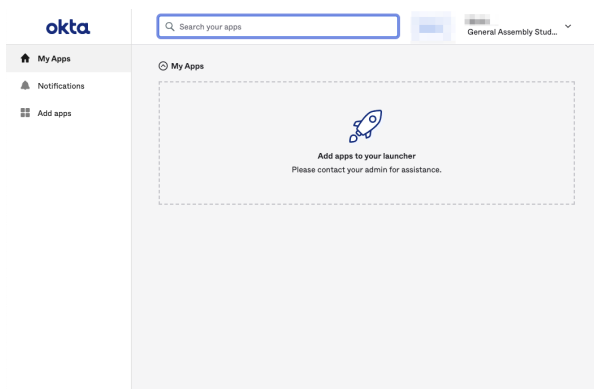 okta
Search your apps
General Assembly Stud...
My Apps
Notifications
Add apps
My Apps
Add apps to your launcher
Please contact your admin for assistance.